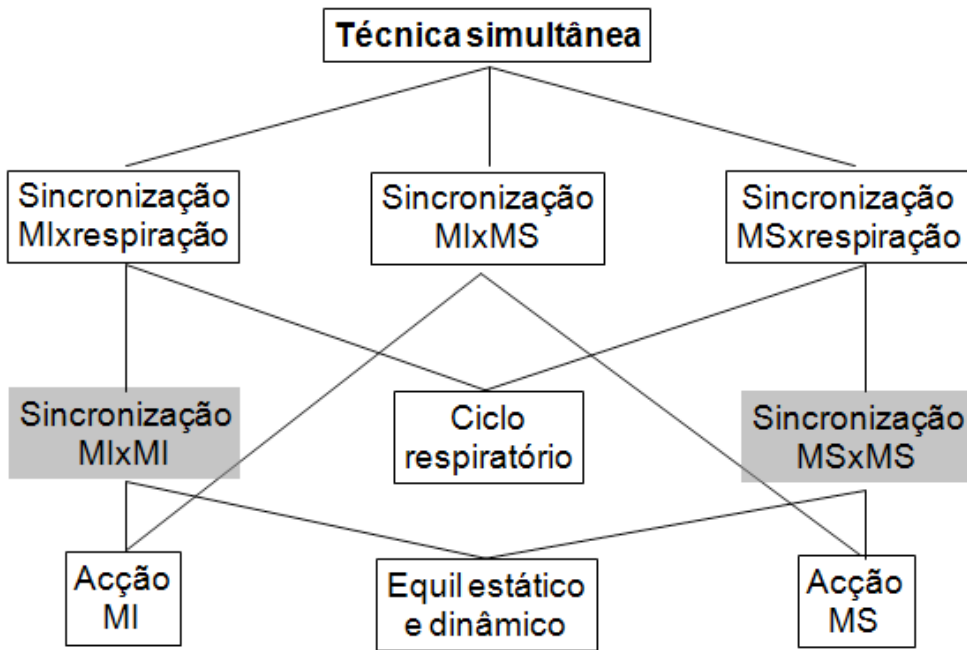 Técnica simultânea
Sincronização
MIxrespiração
Sincronização
MIxMS
Sincronização
MSxrespiração
Sincronização
MIxMI
Ciclo
respiratório
Sincronização
MSxMS
Acção
MI
Equil estático
e dinâmico
Acção
MS